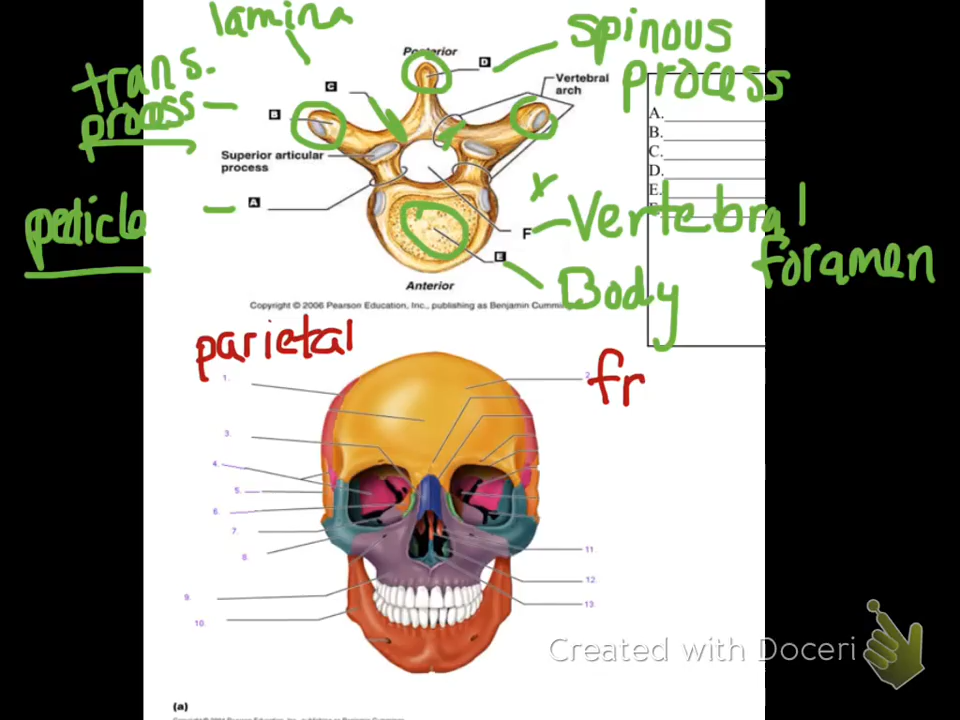 lamina
spinous
process
trans.
process
Posterior
D
C
B
Vertebral
arch
A.
B.
C.
D.
E.
Superior articular
process
A
pedicle
F
Vertebral
foramen
E
Body
Anterior
Copyright © 2006 Pearson Education, Inc., publishing as Benjamin Cummin
parietal
fr
1.
2.
3.
4.
5.
6.
7.
8.
9.
10.
11.
12.
13.
Created with Doceri
(a)